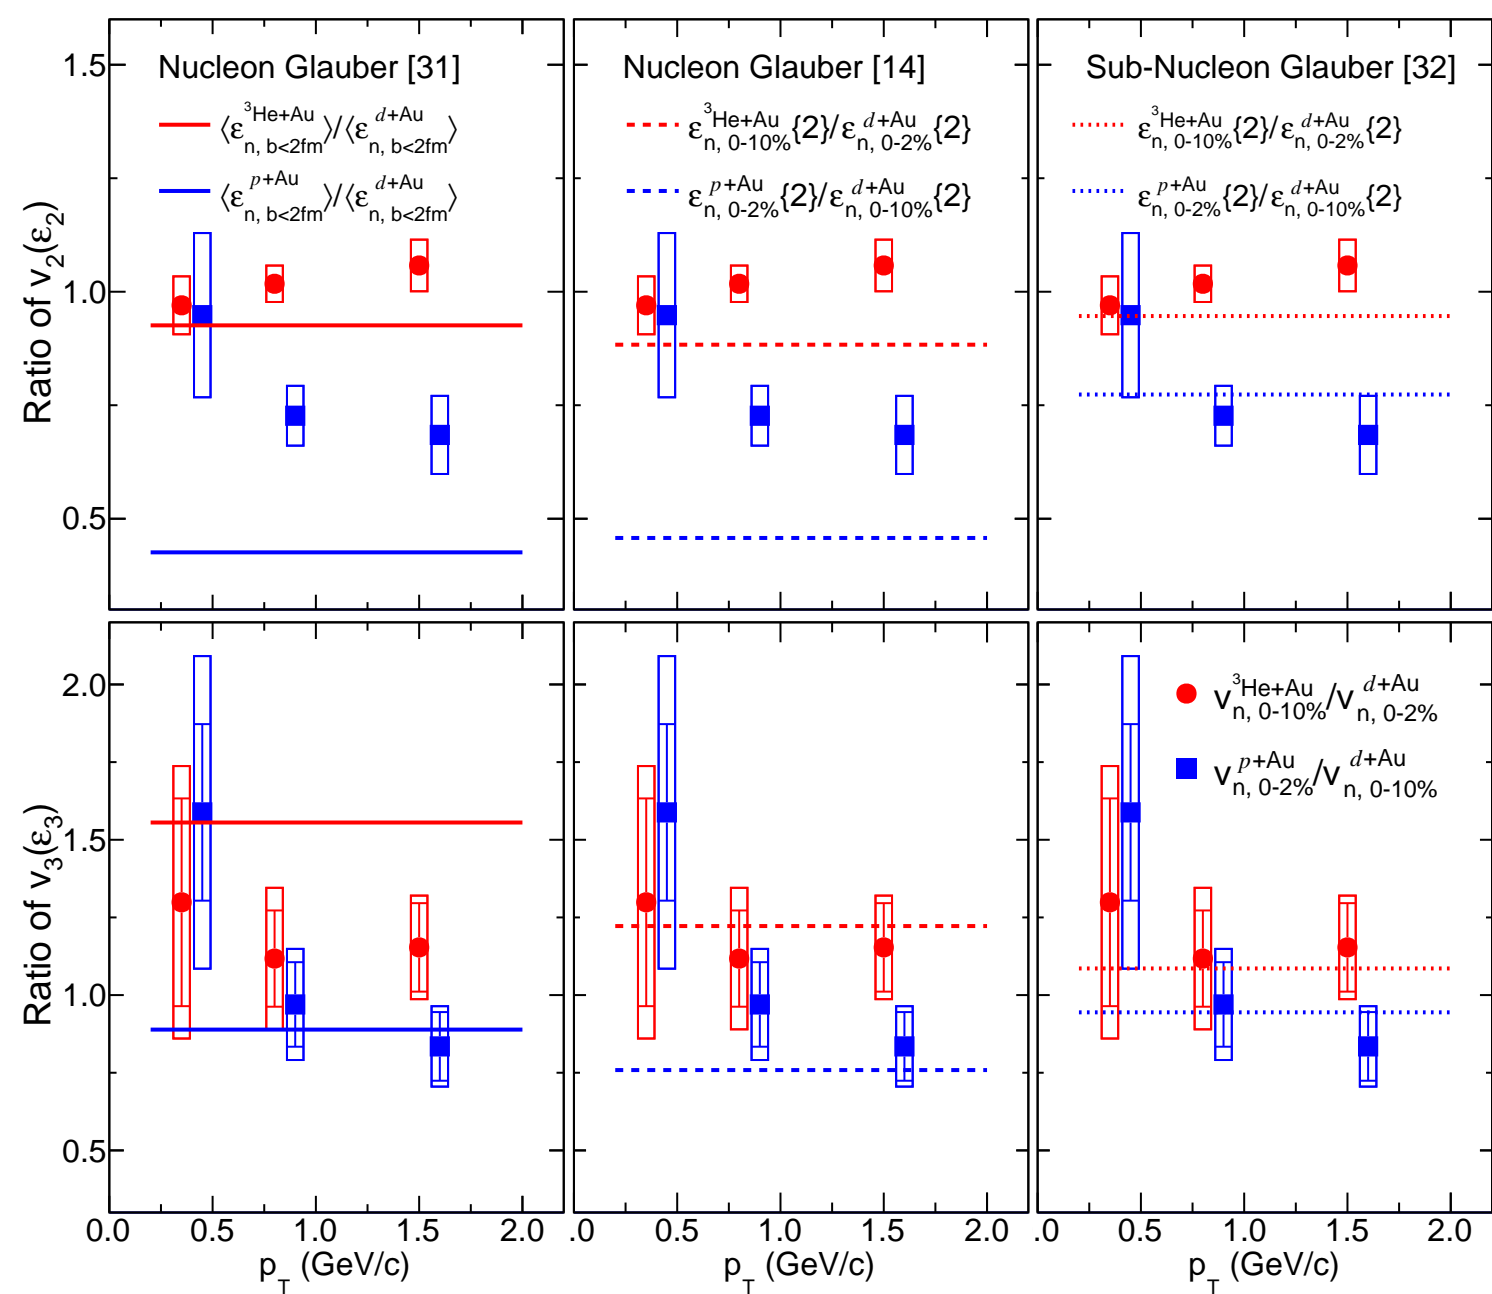 Nucleon Glauber [31]
⟨ε^{³He+Au}_{n, b<2fm}⟩/⟨ε^{d+Au}_{n, b<2fm}⟩
⟨ε^{p+Au}_{n, b<2fm}⟩/⟨ε^{d+Au}_{n, b<2fm}⟩
Nucleon Glauber [14]
ε^{³He+Au}_{n, 0-10%}{2}/ε^{d+Au}_{n, 0-2%}{2}
ε^{p+Au}_{n, 0-2%}{2}/ε^{d+Au}_{n, 0-10%}{2}
Sub-Nucleon Glauber [32]
ε^{³He+Au}_{n, 0-10%}{2}/ε^{d+Au}_{n, 0-2%}{2}
ε^{p+Au}_{n, 0-2%}{2}/ε^{d+Au}_{n, 0-10%}{2}
Ratio of v₂(ε₂)
1.5
1.0
0.5
Ratio of v₃(ε₃)
2.0
1.5
1.0
0.5
v^{³He+Au}_{n, 0-10%}/v^{d+Au}_{n, 0-2%}
v^{p+Au}_{n, 0-2%}/v^{d+Au}_{n, 0-10%}
0.0 0.5 1.0 1.5 2.0
.0 0.5 1.0 1.5 2.0
.0 0.5 1.0 1.5 2.0
p_T (GeV/c)
p_T (GeV/c)
p_T (GeV/c)